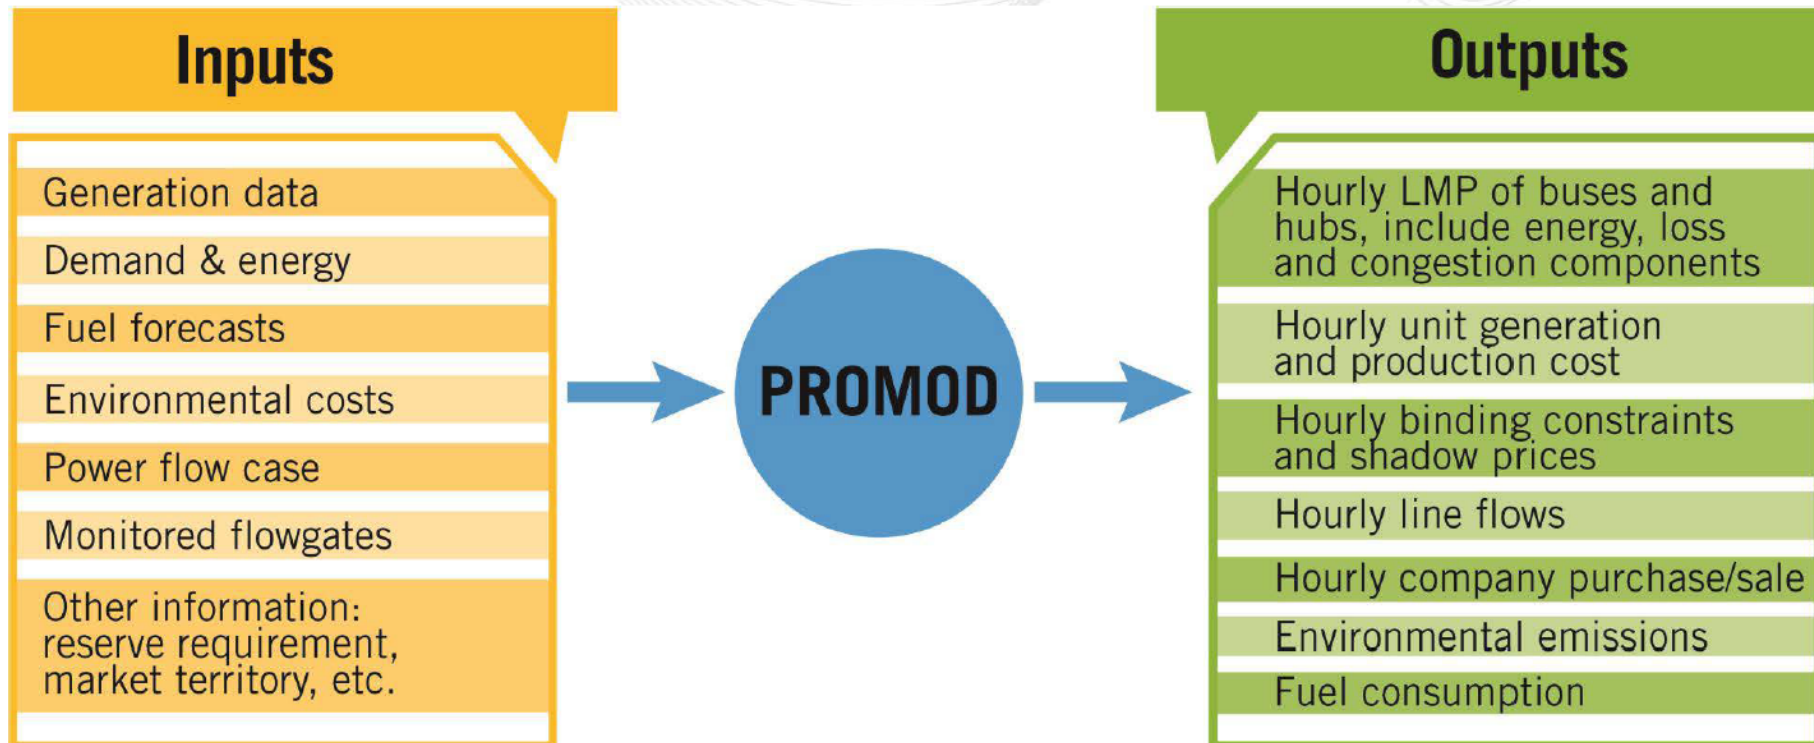 Inputs
Generation data
Demand & energy
Fuel forecasts
Environmental costs
Power flow case
Monitored flowgates
Other information:
reserve requirement,
market territory, etc.
PROMOD
Outputs
Hourly LMP of buses and
hubs, include energy, loss
and congestion components
Hourly unit generation
and production cost
Hourly binding constraints
and shadow prices
Hourly line flows
Hourly company purchase/sale
Environmental emissions
Fuel consumption